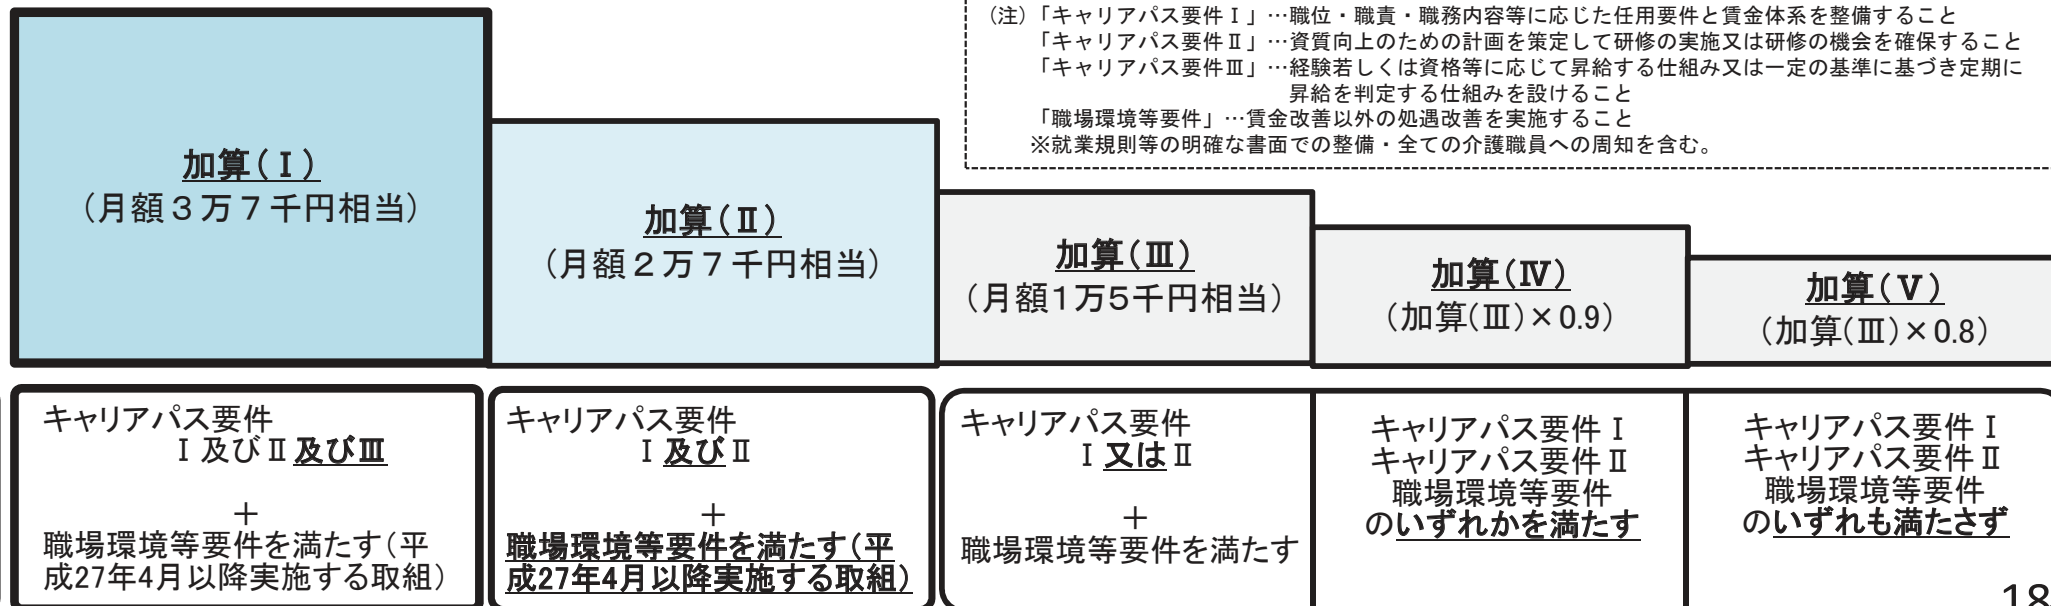 (注)「キャリアパス要件Ⅰ」…職位・職責・職務内容等に応じた任用要件と賃金体系を整備すること
「キャリアパス要件Ⅱ」…資質向上のための計画を策定して研修の実施又は研修の機会を確保すること
「キャリアパス要件Ⅲ」…経験若しくは資格等に応じて昇給する仕組み又は一定の基準に基づき定期に
昇給を判定する仕組みを設けること
「職場環境等要件」…賃金改善以外の処遇改善を実施すること
※就業規則等の明確な書面での整備・全ての介護職員への周知を含む。
加算(Ⅰ)
(月額3万7千円相当)
加算(Ⅱ)
(月額2万7千円相当)
加算(Ⅲ)
(月額1万5千円相当)
加算(Ⅳ)
(加算(Ⅲ)×0.9)
加算(Ⅴ)
(加算(Ⅲ)×0.8)
キャリアパス要件
Ⅰ及びⅡ及びⅢ
+
職場環境等要件を満たす(平
成27年4月以降実施する取組)
キャリアパス要件
Ⅰ及びⅡ
+
職場環境等要件を満たす(平
成27年4月以降実施する取組)
キャリアパス要件
Ⅰ又はⅡ
+
職場環境等要件を満たす
キャリアパス要件Ⅰ
キャリアパス要件Ⅱ
職場環境等要件
のいずれかを満たす
キャリアパス要件Ⅰ
キャリアパス要件Ⅱ
職場環境等要件
のいずれも満たさず
18